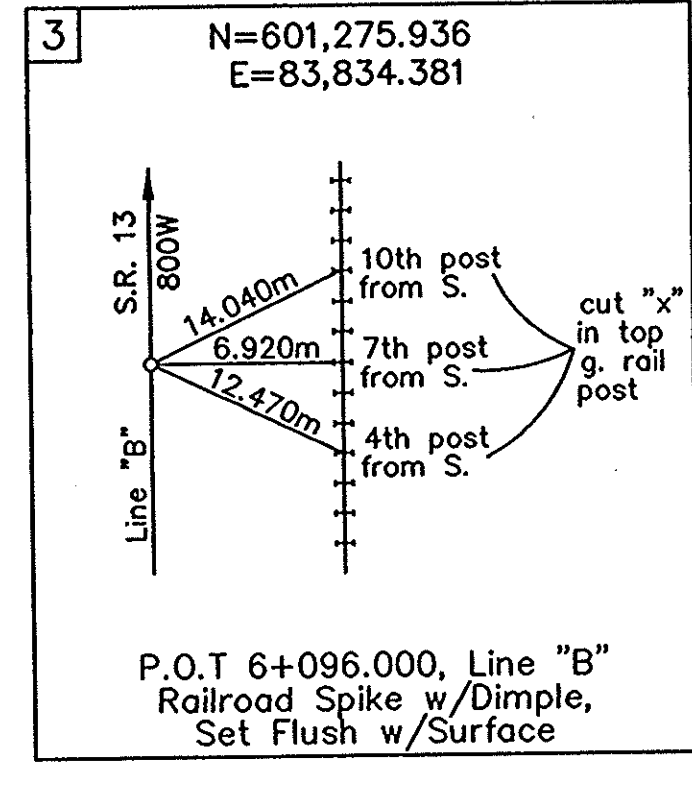 3
N=601,275.936
E=83,834.381
S.R. 13
800W
Line "B"
14.040m
6.920m
12.470m
10th post
from S.
7th post
from S.
4th post
from S.
cut "x"
in top
g. rail
post
P.O.T 6+096.000, Line "B"
Railroad Spike w/Dimple,
Set Flush w/Surface